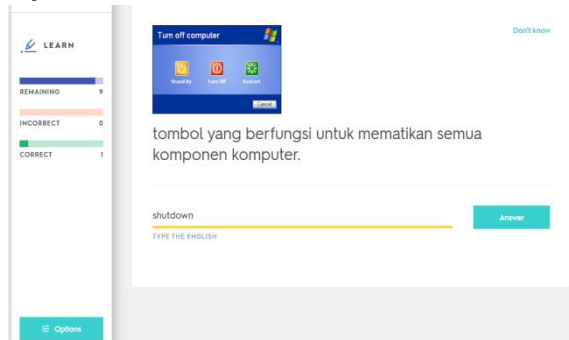 LEARN
REMAINING 9
INCORRECT 0
CORRECT 1
Options
Turn off computer
Stand By Turn Off Restart
Cancel
Don't know
tombol yang berfungsi untuk mematikan semua
komponen komputer.
shutdown
Answer
TYPE THE ENGLISH